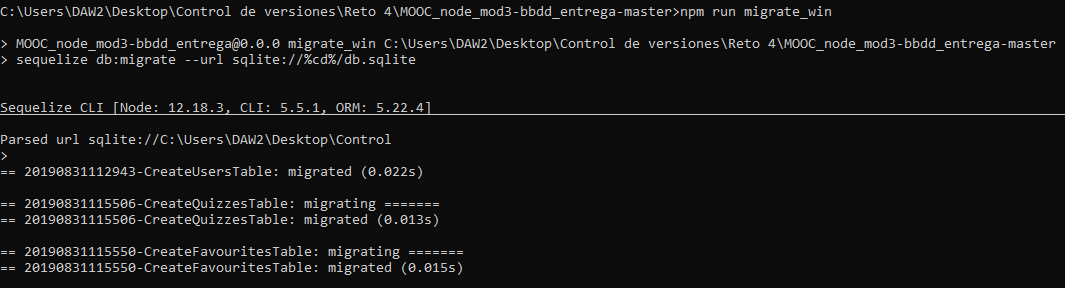 C:\Users\DAW2\Desktop\Control de versiones\Reto 4\MOOC_node_mod3-bbdd_entrega-master>npm run migrate_win
> MOOC_node_mod3-bbdd_entrega@0.0.0 migrate_win C:\Users\DAW2\Desktop\Control de versiones\Reto 4\MOOC_node_mod3-bbdd_entrega-master
> sequelize db:migrate --url sqlite://%cd%/db.sqlite
Sequelize CLI [Node: 12.18.3, CLI: 5.5.1, ORM: 5.22.4]
Parsed url sqlite://C:\Users\DAW2\Desktop\Control
>
== 20190831112943-CreateUsersTable: migrated (0.022s)
== 20190831115506-CreateQuizzesTable: migrating =======
== 20190831115506-CreateQuizzesTable: migrated (0.013s)
== 20190831115550-CreateFavouritesTable: migrating =======
== 20190831115550-CreateFavouritesTable: migrated (0.015s)